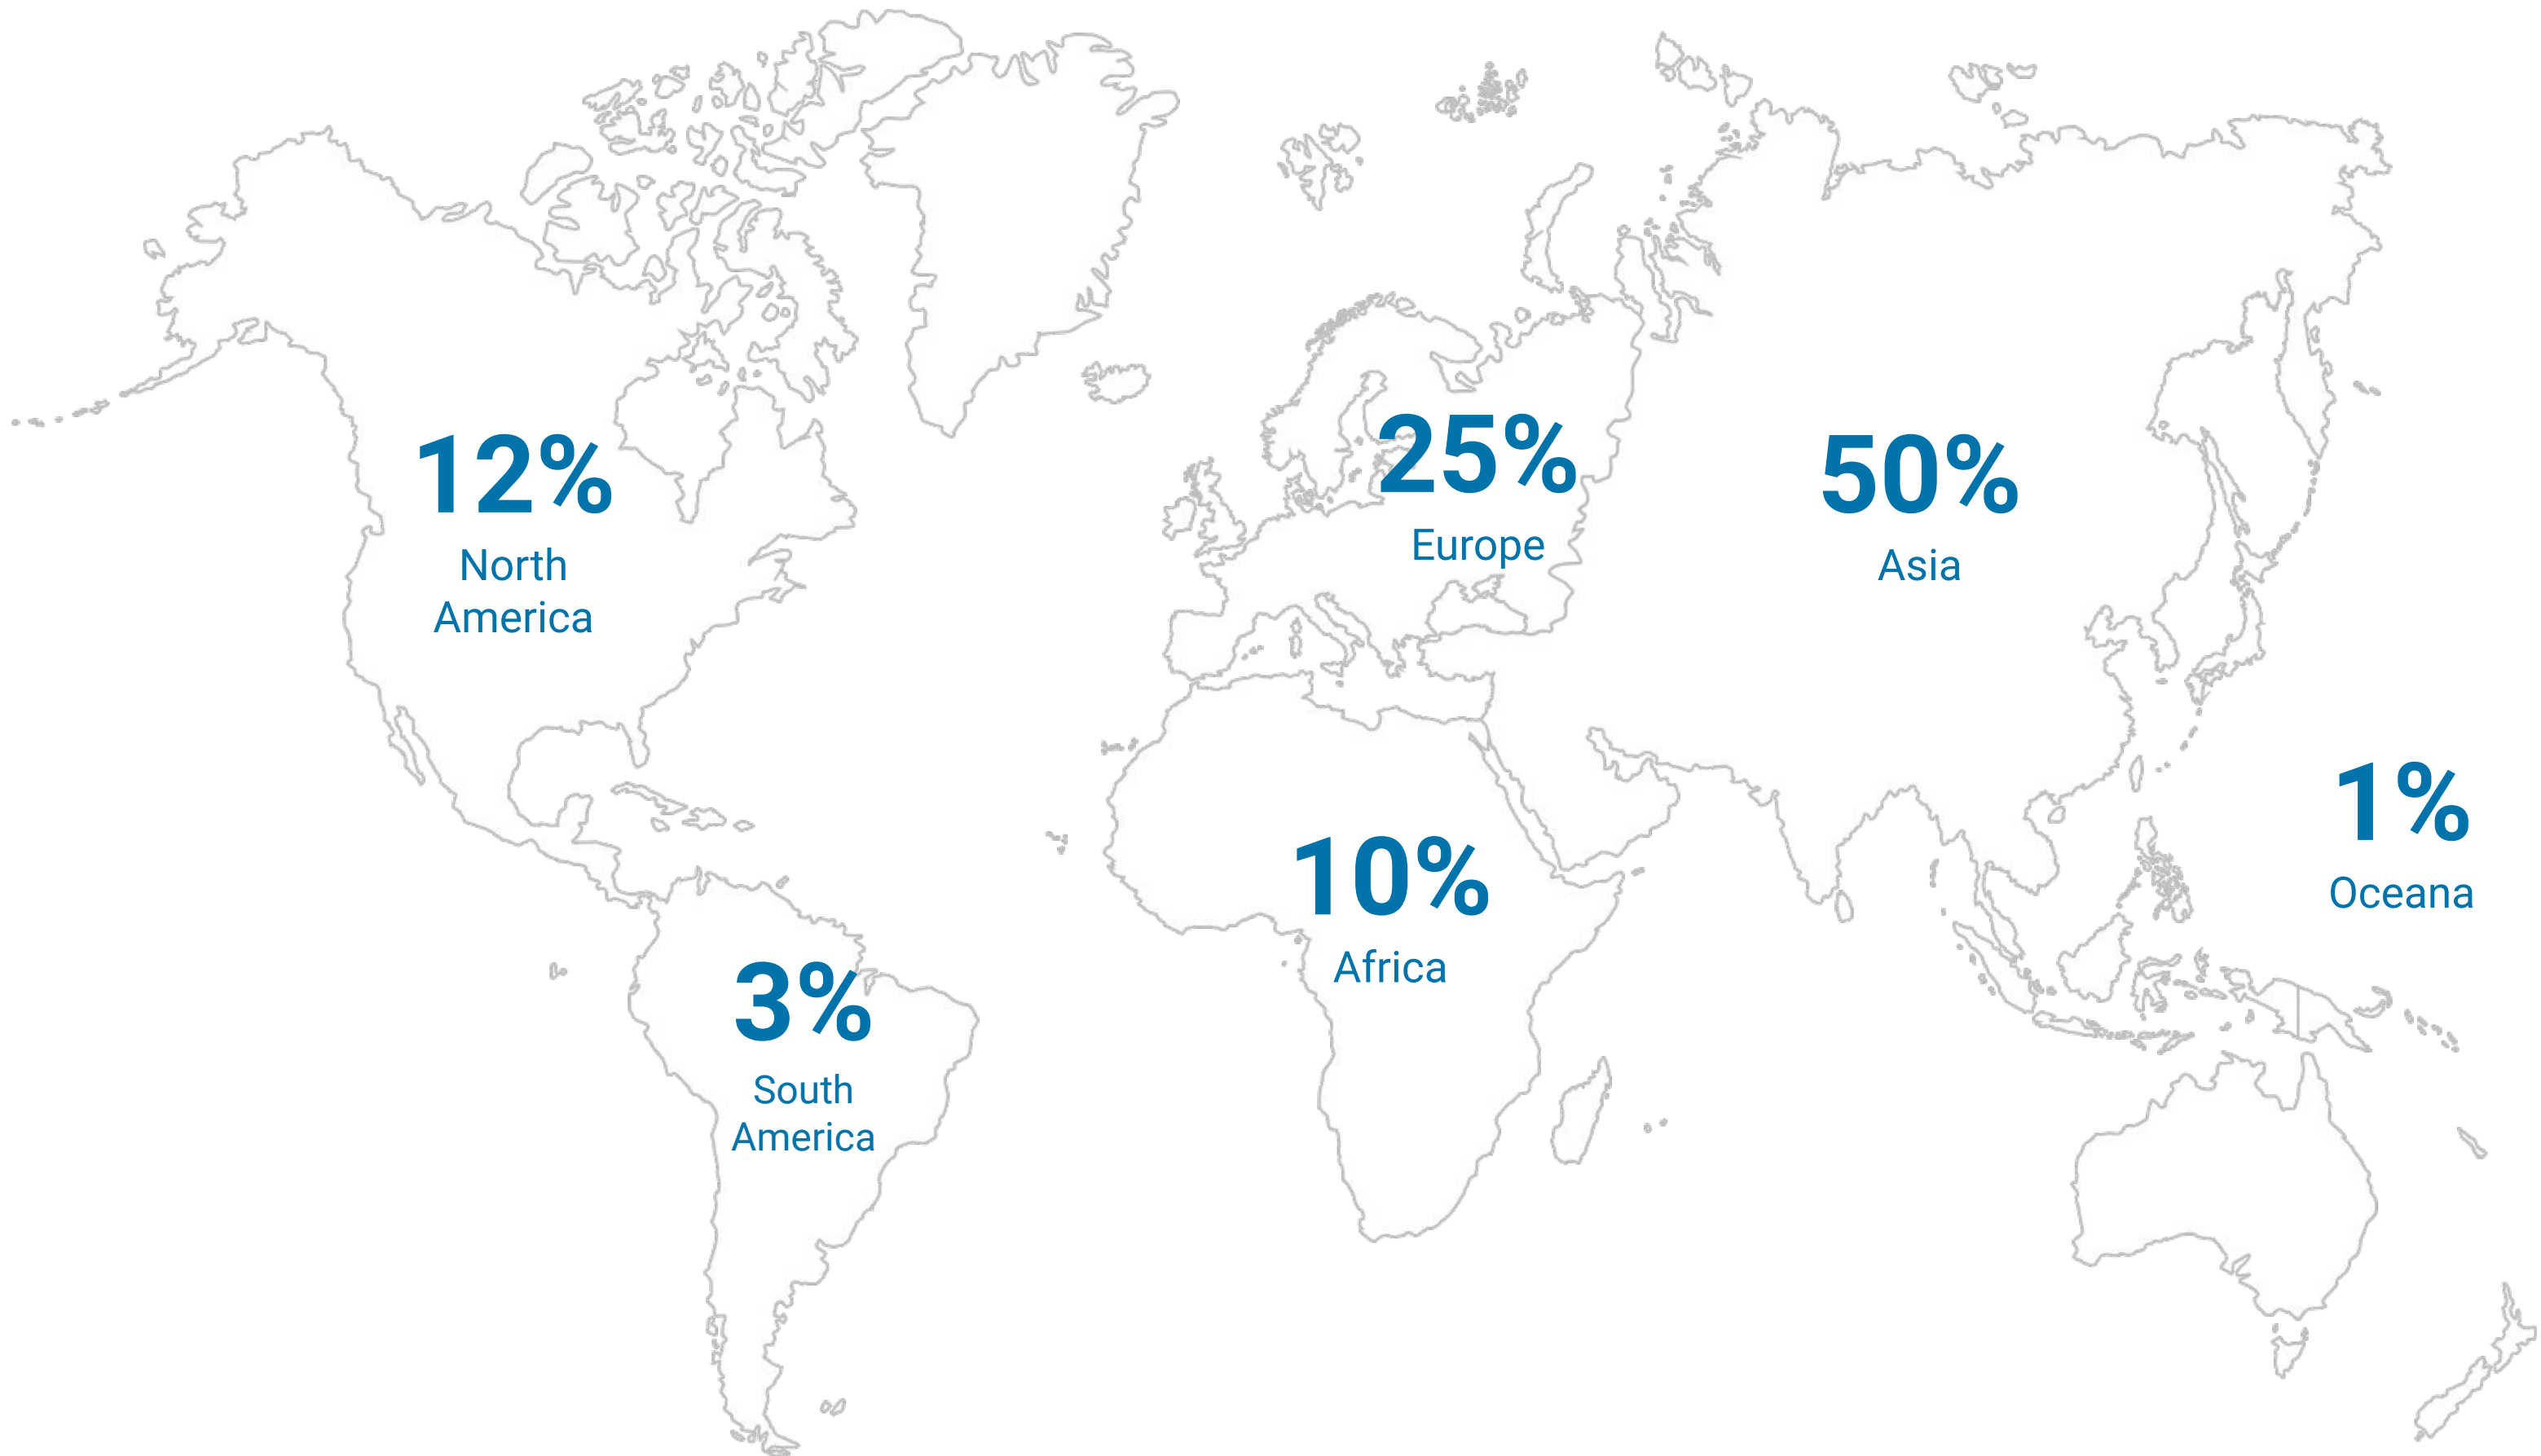 12%
North
America
25%
Europe
50%
Asia
1%
Oceana
10%
Africa
3%
South
America